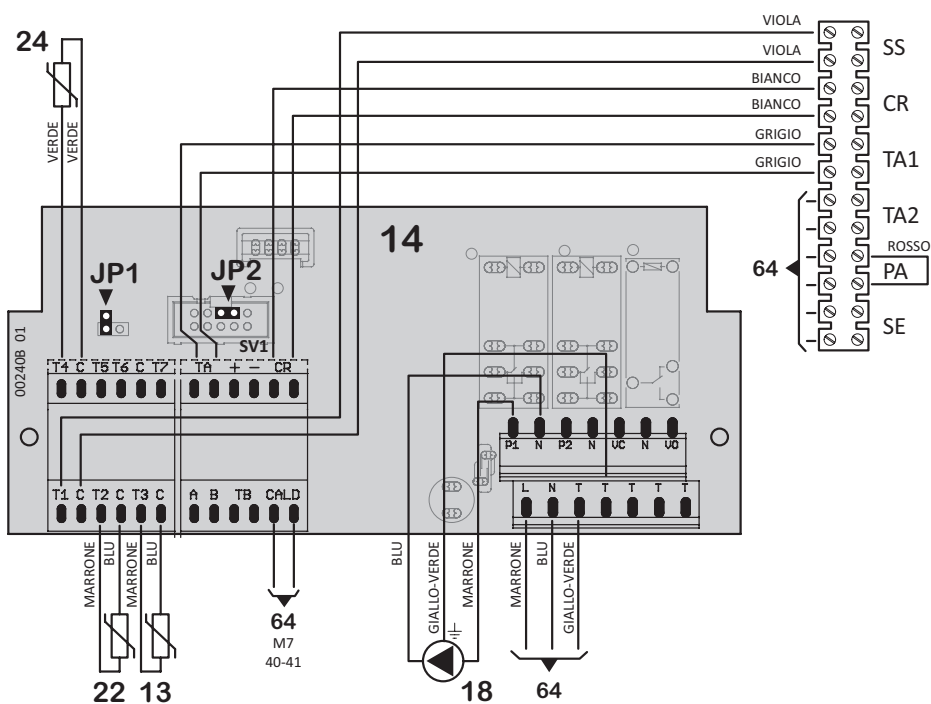 24
VERDE
VERDE
VIOLA
VIOLA
BIANCO
BIANCO
GRIGIO
GRIGIO
SS
CR
TA1
TA2
ROSSO
PA
SE
64
14
JP1
JP2
SV1
00240B 01
T4 C T5 T6 C T7
TA + − CR
P1 N P2 N VC N VO
T1 C T2 C T3 C
A B TB CALD
L N T T T T T
MARRONE
BLU
MARRONE
BLU
22
13
64
M7
40-41
BLU
GIALLO-VERDE
MARRONE
18
MARRONE
BLU
GIALLO-VERDE
64